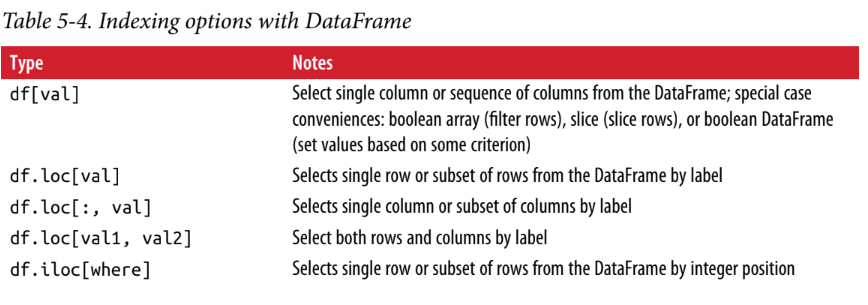 Table 5-4. Indexing options with DataFrame
Type Notes
df[val] Select single column or sequence of columns from the DataFrame; special case
conveniences: boolean array (filter rows), slice (slice rows), or boolean DataFrame
(set values based on some criterion)
df.loc[val] Selects single row or subset of rows from the DataFrame by label
df.loc[:, val] Selects single column or subset of columns by label
df.loc[val1, val2] Select both rows and columns by label
df.iloc[where] Selects single row or subset of rows from the DataFrame by integer position